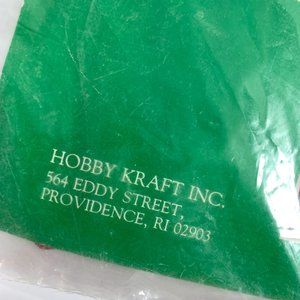 HOBBY KRAFT INC.
564 EDDY STREET,
PROVIDENCE, RI 02903